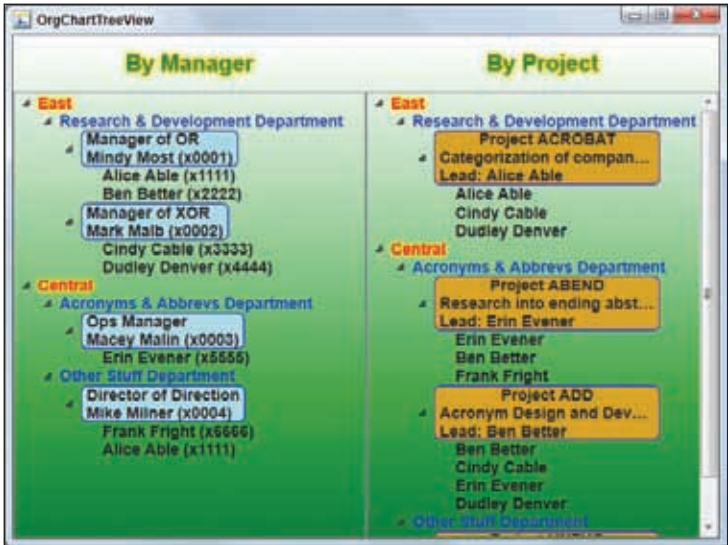 OrgChartTreeView
By Manager
East
Research & Development Department
Manager of OR
Mindy Most (x0001)
Alice Able (x1111)
Ben Better (x2222)
Manager of XOR
Mark Malb (x0002)
Cindy Cable (x3333)
Dudley Denver (x4444)
Central
Acronyms & Abbrevs Department
Ops Manager
Macey Malin (x0003)
Erin Evener (x5555)
Other Stuff Department
Director of Direction
Mike Milner (x0004)
Frank Fright (x6666)
Alice Able (x1111)
By Project
East
Research & Development Department
Project ACROBAT
Categorization of compan...
Lead: Alice Able
Alice Able
Cindy Cable
Dudley Denver
Central
Acronyms & Abbrevs Department
Project ABEND
Research into ending abst...
Lead: Erin Evener
Erin Evener
Ben Better
Frank Fright
Project ADD
Acronym Design and Dev...
Lead: Ben Better
Ben Better
Cindy Cable
Erin Evener
Dudley Denver
Other Stuff Department